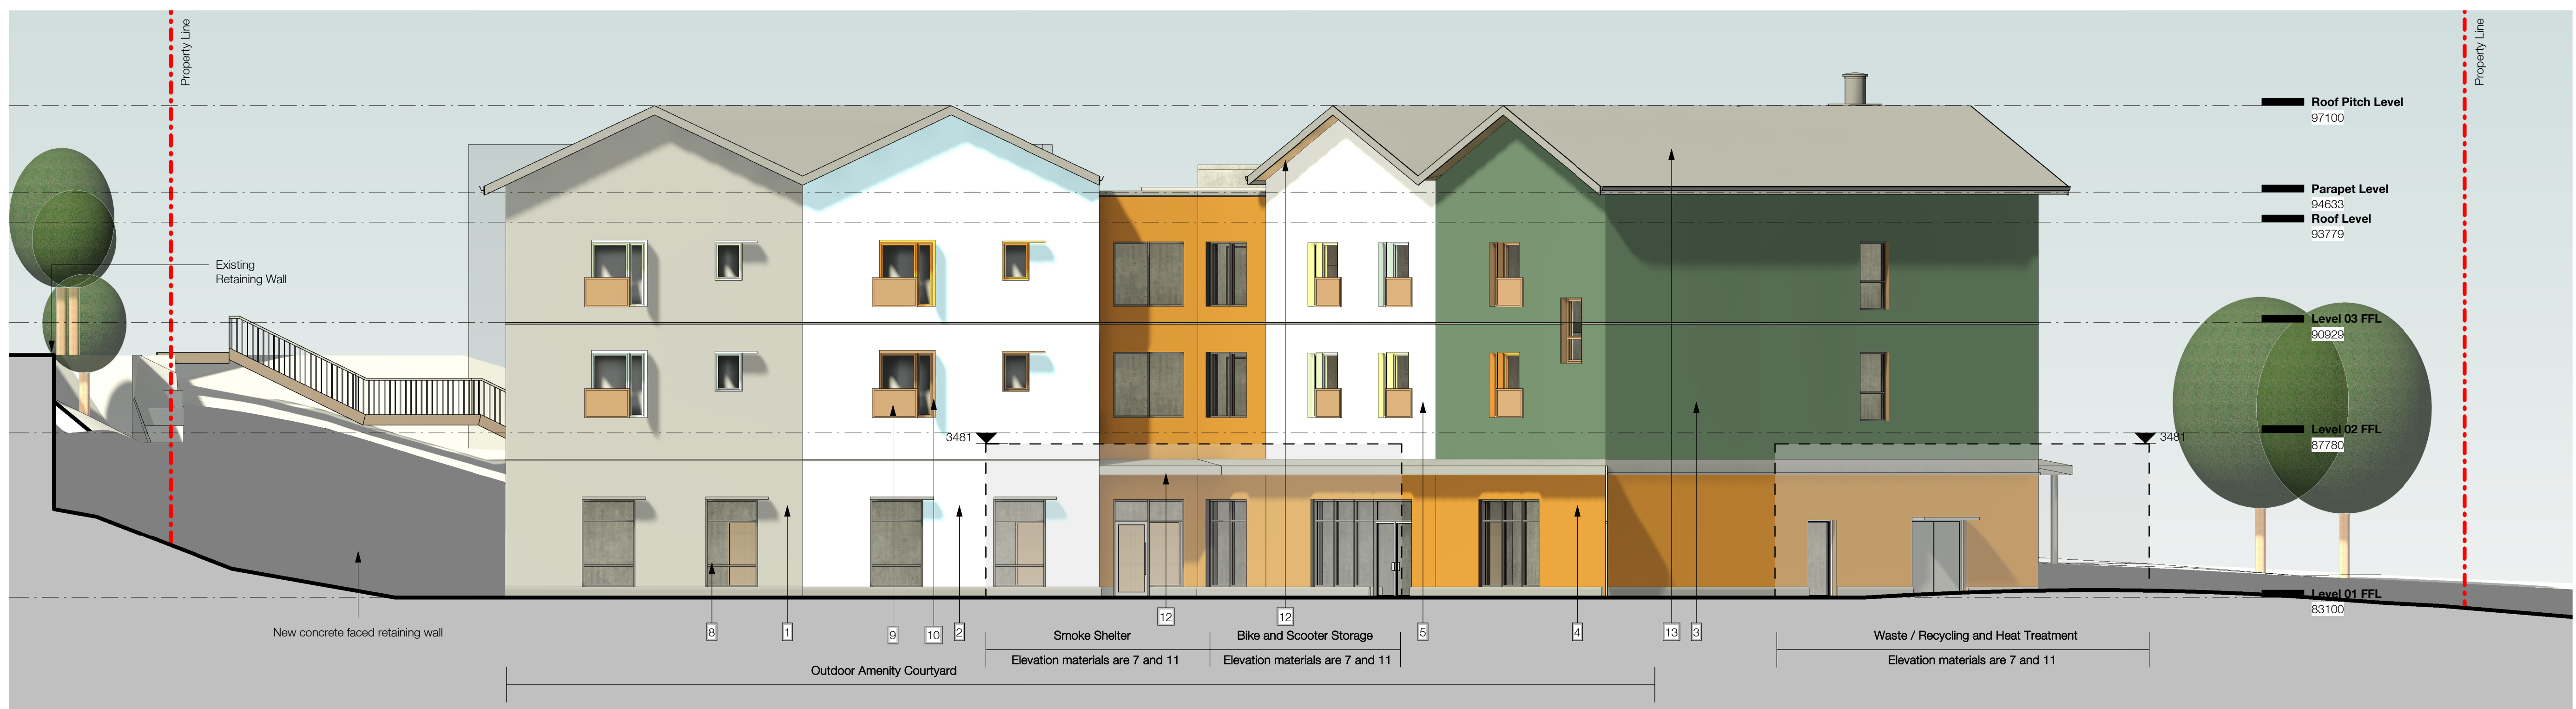 Property Line
Property Line
Roof Pitch Level
97100
Parapet Level
94633
Roof Level
93779
Existing
Retaining Wall
Level 03 FFL
90929
Level 02 FFL
87780
3481
3481
Level 01 FFL
83100
New concrete faced retaining wall
8
1
9
10
2
12
12
5
4
13
3
Smoke Shelter
Elevation materials are 7 and 11
Bike and Scooter Storage
Elevation materials are 7 and 11
Waste / Recycling and Heat Treatment
Elevation materials are 7 and 11
Outdoor Amenity Courtyard